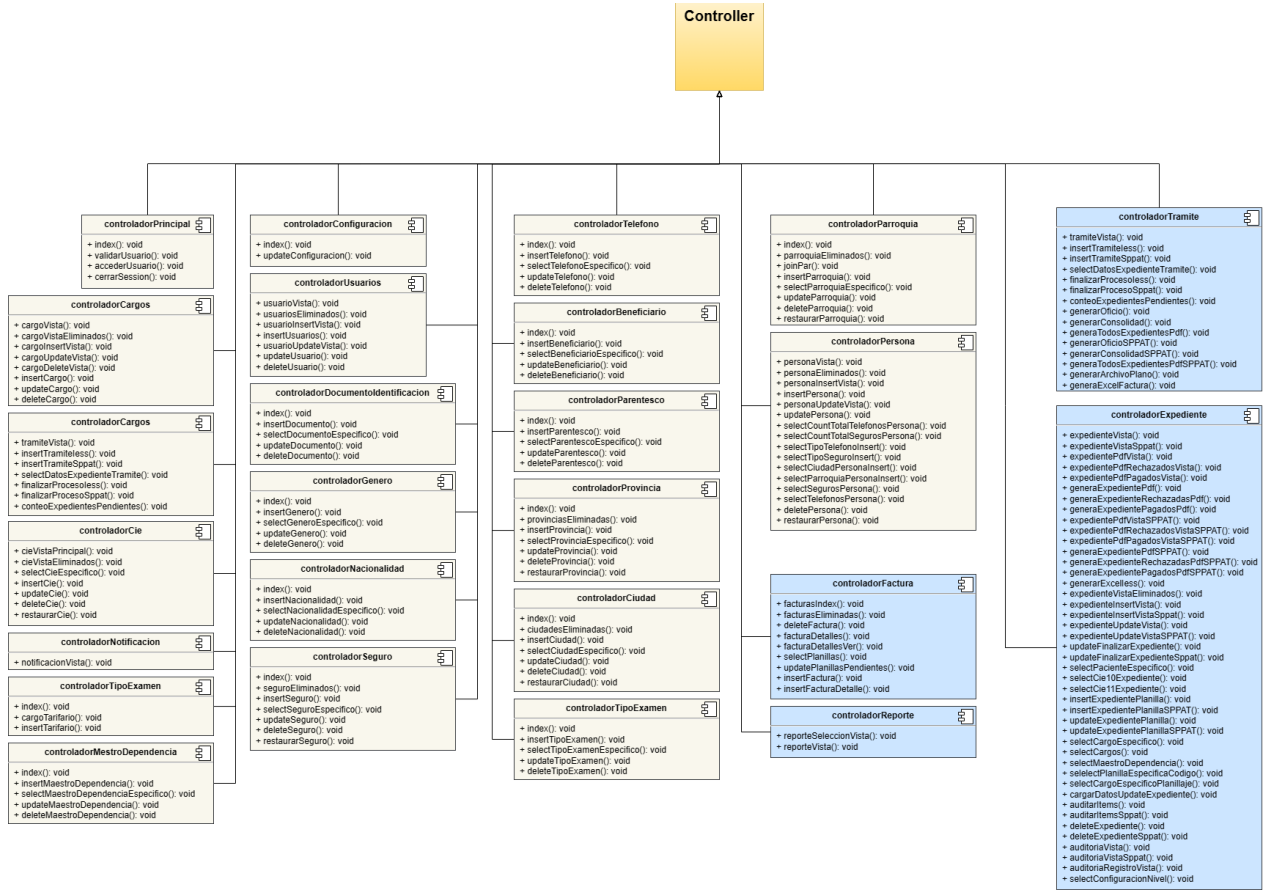 Controller
controladorPrincipal
+ index(): void
+ validarUsuario(): void
+ accederUsuario(): void
+ cerrarSession(): void
controladorCargos
+ cargoVista(): void
+ cargoVistaEliminados(): void
+ cargoInsertVista(): void
+ cargoUpdateVista(): void
+ cargoDeleteVista(): void
+ insertCargo(): void
+ updateCargo(): void
+ deleteCargo(): void
controladorCargos
+ tramiteVista(): void
+ insertTramiteIess(): void
+ insertTramiteSppat(): void
+ selectDatosExpedienteTramite(): void
+ finalizarProcesoIess(): void
+ finalizarProcesoSppat(): void
+ conteoExpedientesPendientes(): void
controladorCie
+ cieVistaPrincipal(): void
+ cieVistaEliminados(): void
+ selectCieEspecifico(): void
+ insertCie(): void
+ updateCie(): void
+ deleteCie(): void
+ restaurarCie(): void
controladorNotificacion
+ notificacionVista(): void
controladorTipoExamen
+ index(): void
+ cargoTarifario(): void
+ insertTarifario(): void
controladorMestroDependencia
+ index(): void
+ insertMaestroDependencia(): void
+ selectMaestroDependenciaEspecifico(): void
+ updateMaestroDependencia(): void
+ deleteMaestroDependencia(): void
controladorConfiguracion
+ index(): void
+ updateConfiguracion(): void
controladorUsuarios
+ usuarioVista(): void
+ usuariosEliminados(): void
+ usuarioInsertVista(): void
+ insertUsuarios(): void
+ usuarioUpdateVista(): void
+ updateUsuario(): void
+ deleteUsuario(): void
controladorDocumentoIdentificacion
+ index(): void
+ insertDocumento(): void
+ selectDocumentoEspecifico(): void
+ updateDocumento(): void
+ deleteDocumento(): void
controladorGenero
+ index(): void
+ insertGenero(): void
+ selectGeneroEspecifico(): void
+ updateGenero(): void
+ deleteGenero(): void
controladorNacionalidad
+ index(): void
+ insertNacionalidad(): void
+ selectNacionalidadEspecifico(): void
+ updateNacionalidad(): void
+ deleteNacionalidad(): void
controladorSeguro
+ index(): void
+ seguroEliminados(): void
+ insertSeguro(): void
+ selectSeguroEspecifico(): void
+ updateSeguro(): void
+ deleteSeguro(): void
+ restaurarSeguro(): void
controladorTelefono
+ index(): void
+ insertTelefono(): void
+ selectTelefonoEspecifico(): void
+ updateTelefono(): void
+ deleteTelefono(): void
controladorBeneficiario
+ index(): void
+ insertBeneficiario(): void
+ selectBeneficiarioEspecifico(): void
+ updateBeneficiario(): void
+ deleteBeneficiario(): void
controladorParentesco
+ index(): void
+ insertParentesco(): void
+ selectParentescoEspecifico(): void
+ updateParentesco(): void
+ deleteParentesco(): void
controladorProvincia
+ index(): void
+ provinciasEliminadas(): void
+ insertProvincia(): void
+ selectProvinciaEspecifico(): void
+ updateProvincia(): void
+ deleteProvincia(): void
+ restaurarProvincia(): void
controladorCiudad
+ index(): void
+ ciudadesEliminadas(): void
+ insertCiudad(): void
+ selectCiudadEspecifico(): void
+ updateCiudad(): void
+ deleteCiudad(): void
+ restaurarCiudad(): void
controladorTipoExamen
+ index(): void
+ insertTipoExamen(): void
+ selectTipoExamenEspecifico(): void
+ updateTipoExamen(): void
+ deleteTipoExamen(): void
controladorParroquia
+ index(): void
+ parroquiaEliminados(): void
+ joinPar(): void
+ insertParroquia(): void
+ selectParroquiaEspecifico(): void
+ updateParroquia(): void
+ deleteParroquia(): void
+ restaurarParroquia(): void
controladorPersona
+ personaVista(): void
+ personaEliminados(): void
+ personaInsertVista(): void
+ insertPersona(): void
+ personaUpdateVista(): void
+ updatePersona(): void
+ selectCountTotalTelefonosPersona(): void
+ selectCountTotalSegurosPersona(): void
+ selectTipoTelefonoInsert(): void
+ selectTipoSeguroInsert(): void
+ selectCiudadPersonaInsert(): void
+ selectParroquiaPersonaInsert(): void
+ selectSegurosPersona(): void
+ selectTelefonosPersona(): void
+ deletePersona(): void
+ restaurarPersona(): void
controladorFactura
+ facturasIndex(): void
+ facturasEliminadas(): void
+ deleteFactura(): void
+ facturaDetalles(): void
+ facturaDetallesVer(): void
+ selectPlanillas(): void
+ updatePlanillasPendientes(): void
+ insertFactura(): void
+ insertFacturaDetalle(): void
controladorReporte
+ reporteSeleccionVista(): void
+ reporteVista(): void
controladorTramite
+ tramiteVista(): void
+ insertTramiteIess(): void
+ insertTramiteSppat(): void
+ selectDatosExpedienteTramite(): void
+ finalizarProcesoIess(): void
+ finalizarProcesoSppat(): void
+ conteoExpedientesPendientes(): void
+ generarOficio(): void
+ generarConsolidad(): void
+ generaTodosExpedientesPdf(): void
+ generarOficioSPPAT(): void
+ generarConsolidadSPPAT(): void
+ generaTodosExpedientesPdfSPPAT(): void
+ generarArchivoPlano(): void
+ generaExcelFactura(): void
controladorExpediente
+ expedienteVista(): void
+ expedienteVistaSppat(): void
+ expedientePdfVista(): void
+ expedientePdfRechazadosVista(): void
+ expedientePdfPagadosVista(): void
+ generaExpedientePdf(): void
+ generaExpedienteRechazadasPdf(): void
+ generaExpedientePagadosPdf(): void
+ expedientePdfVistaSPPAT(): void
+ expedientePdfRechazadosVistaSPPAT(): void
+ expedientePdfPagadosVistaSPPAT(): void
+ generaExpedientePdfSPPAT(): void
+ generaExpedienteRechazadasPdfSPPAT(): void
+ generaExpedientePagadosPdfSPPAT(): void
+ generarExcelIess(): void
+ expedienteVistaEliminados(): void
+ expedienteInsertVista(): void
+ expedienteInsertVistaSppat(): void
+ expedienteUpdateVista(): void
+ expedienteUpdateVistaSPPAT(): void
+ updateFinalizarExpediente(): void
+ updateFinalizarExpedienteSppat(): void
+ selectPacienteEspecifico(): void
+ selectCie10Expediente(): void
+ selectCie11Expediente(): void
+ insertExpedientePlanilla(): void
+ insertExpedientePlanillaSPPAT(): void
+ updateExpedientePlanilla(): void
+ updateExpedientePlanillaSPPAT(): void
+ selectCargoEspecifico(): void
+ selectCargos(): void
+ selectMaestroDependencia(): void
+ selelectPlanillaEspecificaCodigo(): void
+ selectCargoEspecificoPlanillaje(): void
+ cargarDatosUpdateExpediente(): void
+ auditarItems(): void
+ auditarItemsSppat(): void
+ deleteExpediente(): void
+ deleteExpedienteSppat(): void
+ auditoriaVista(): void
+ auditoriaVistaSppat(): void
+ auditoriaRegistroVista(): void
+ selectConfiguracionNivel(): void